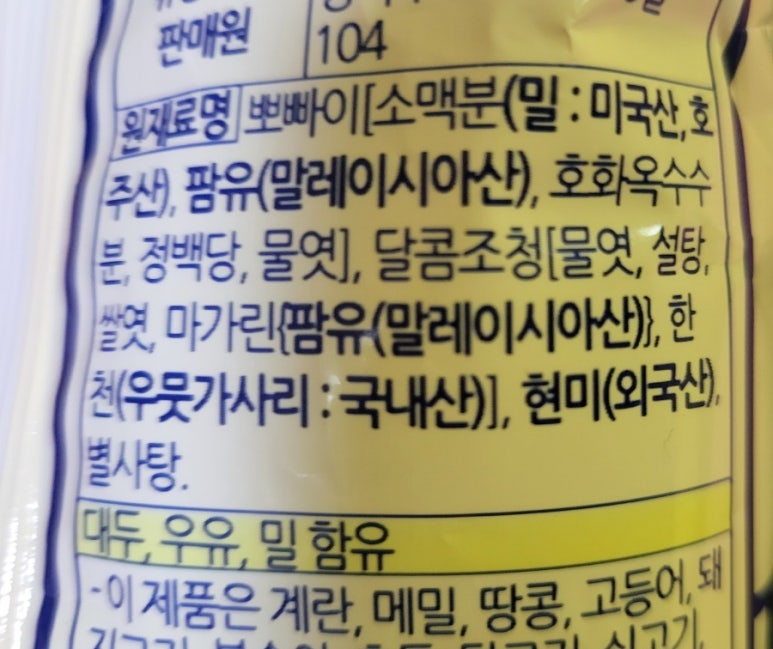 판매원 104
원재료명 뽀빠이[소맥분(밀 : 미국산,호
주산), 팜유(말레이시아산), 호화옥수수
분, 정백당, 물엿], 달콤조청[물엿, 설탕,
쌀엿, 마가린{팜유(말레이시아산)}, 한
천(우뭇가사리 : 국내산)], 현미(외국산),
별사탕.
대두, 우유, 밀 함유
-이 제품은 계란, 메밀, 땅콩, 고등어, 돼